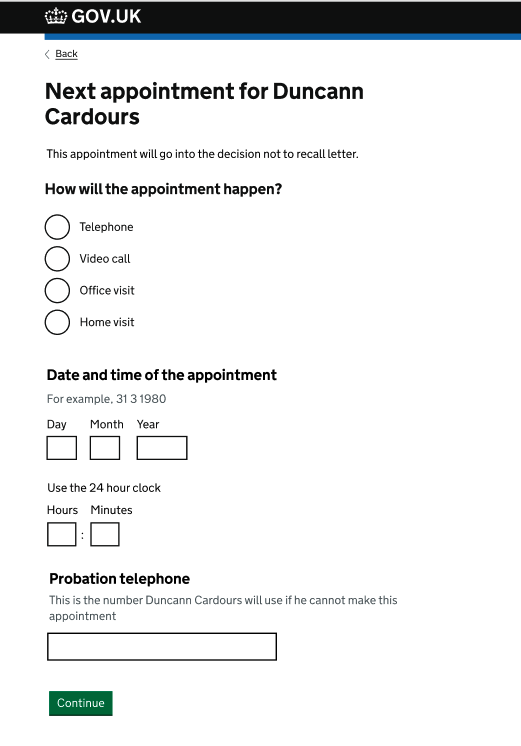 GOV.UK
Back
Next appointment for Duncann
Cardours
This appointment will go into the decision not to recall letter.
How will the appointment happen?
Telephone
Video call
Office visit
Home visit
Date and time of the appointment
For example, 31 3 1980
Day Month Year
Use the 24 hour clock
Hours Minutes
:
Probation telephone
This is the number Duncann Cardours will use if he cannot make this
appointment
Continue